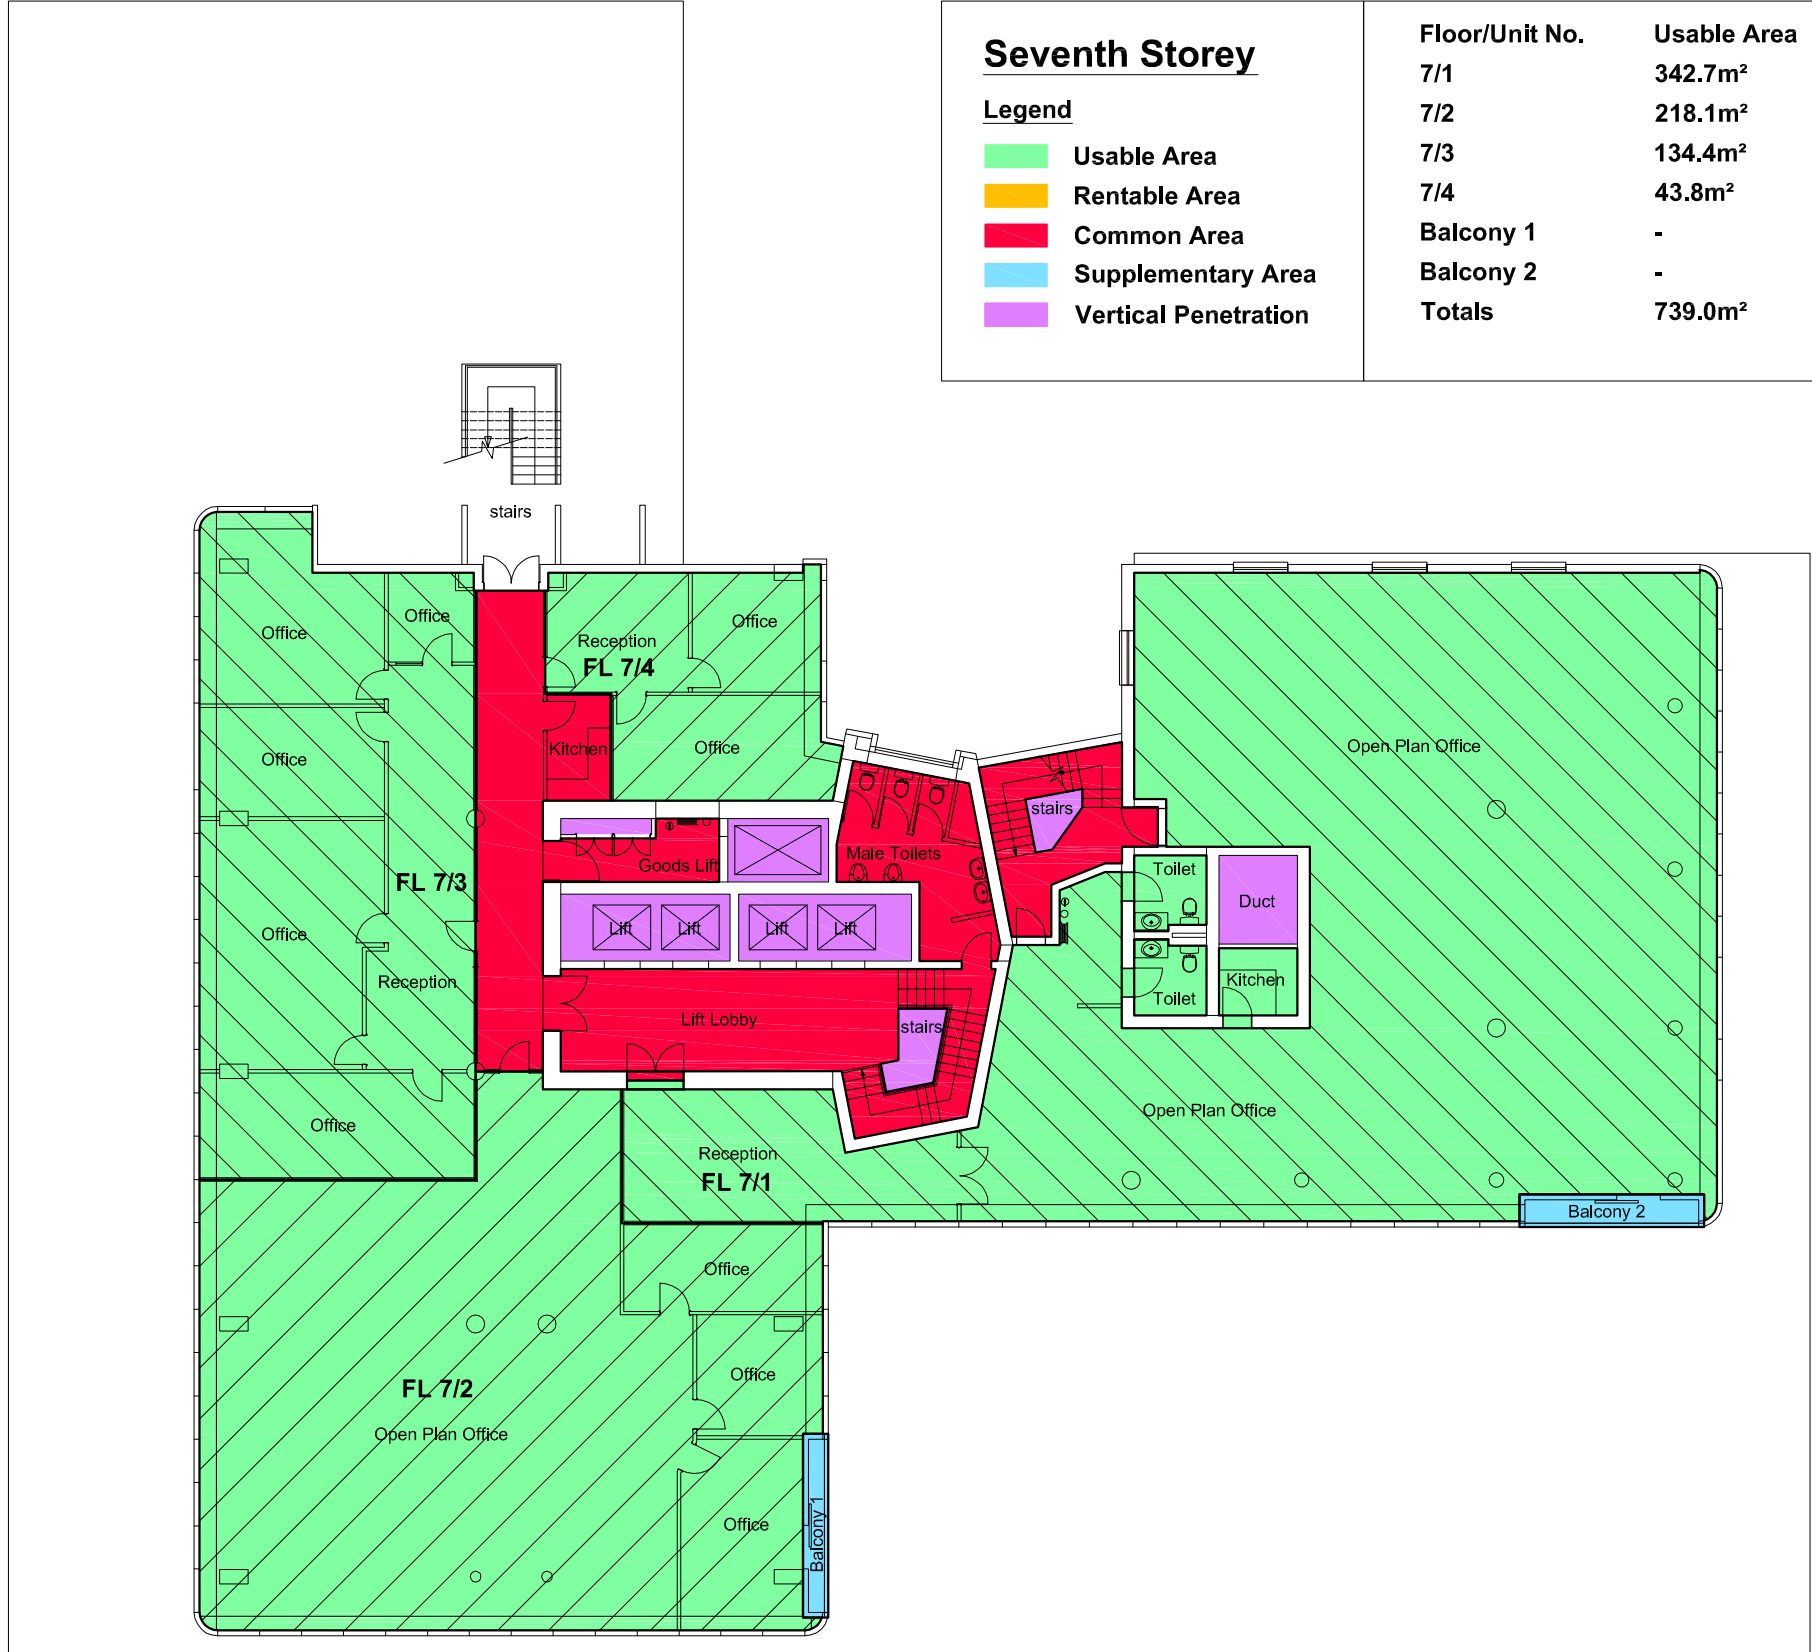 Seventh Storey
Legend
Usable Area
Rentable Area
Common Area
Supplementary Area
Vertical Penetration
Floor/Unit No. Usable Area
7/1 342.7m²
7/2 218.1m²
7/3 134.4m²
7/4 43.8m²
Balcony 1 -
Balcony 2 -
Totals 739.0m²
stairs
Office
Office
Reception
FL 7/4
Office
Office
Kitchen
Office
Office
Open Plan Office
stairs
Goods Lift
Male Toilets
FL 7/3
Toilet
Duct
Office
Lift
Lift
Lift
Lift
Reception
Kitchen
Toilet
Lift Lobby
stairs
Office
Open Plan Office
Reception
FL 7/1
Balcony 2
Office
Office
FL 7/2
Open Plan Office
Office
Balcony 1